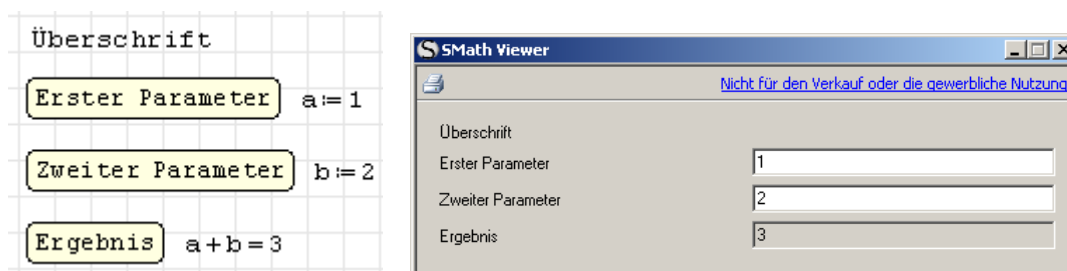 Überschrift
Erster Parameter a:= 1
Zweiter Parameter b:= 2
Ergebnis a+b=3
SMath Viewer
Nicht für den Verkauf oder die gewerbliche Nutzung
Überschrift
Erster Parameter 1
Zweiter Parameter 2
Ergebnis 3